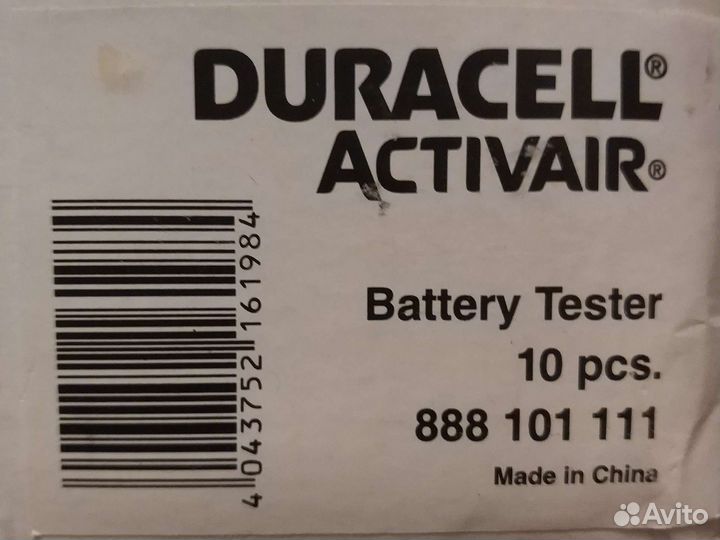 DURACELL®
ACTIVAIR®
4 043752 161984
Battery Tester
10 pcs.
888 101 111
Made in China
Avito